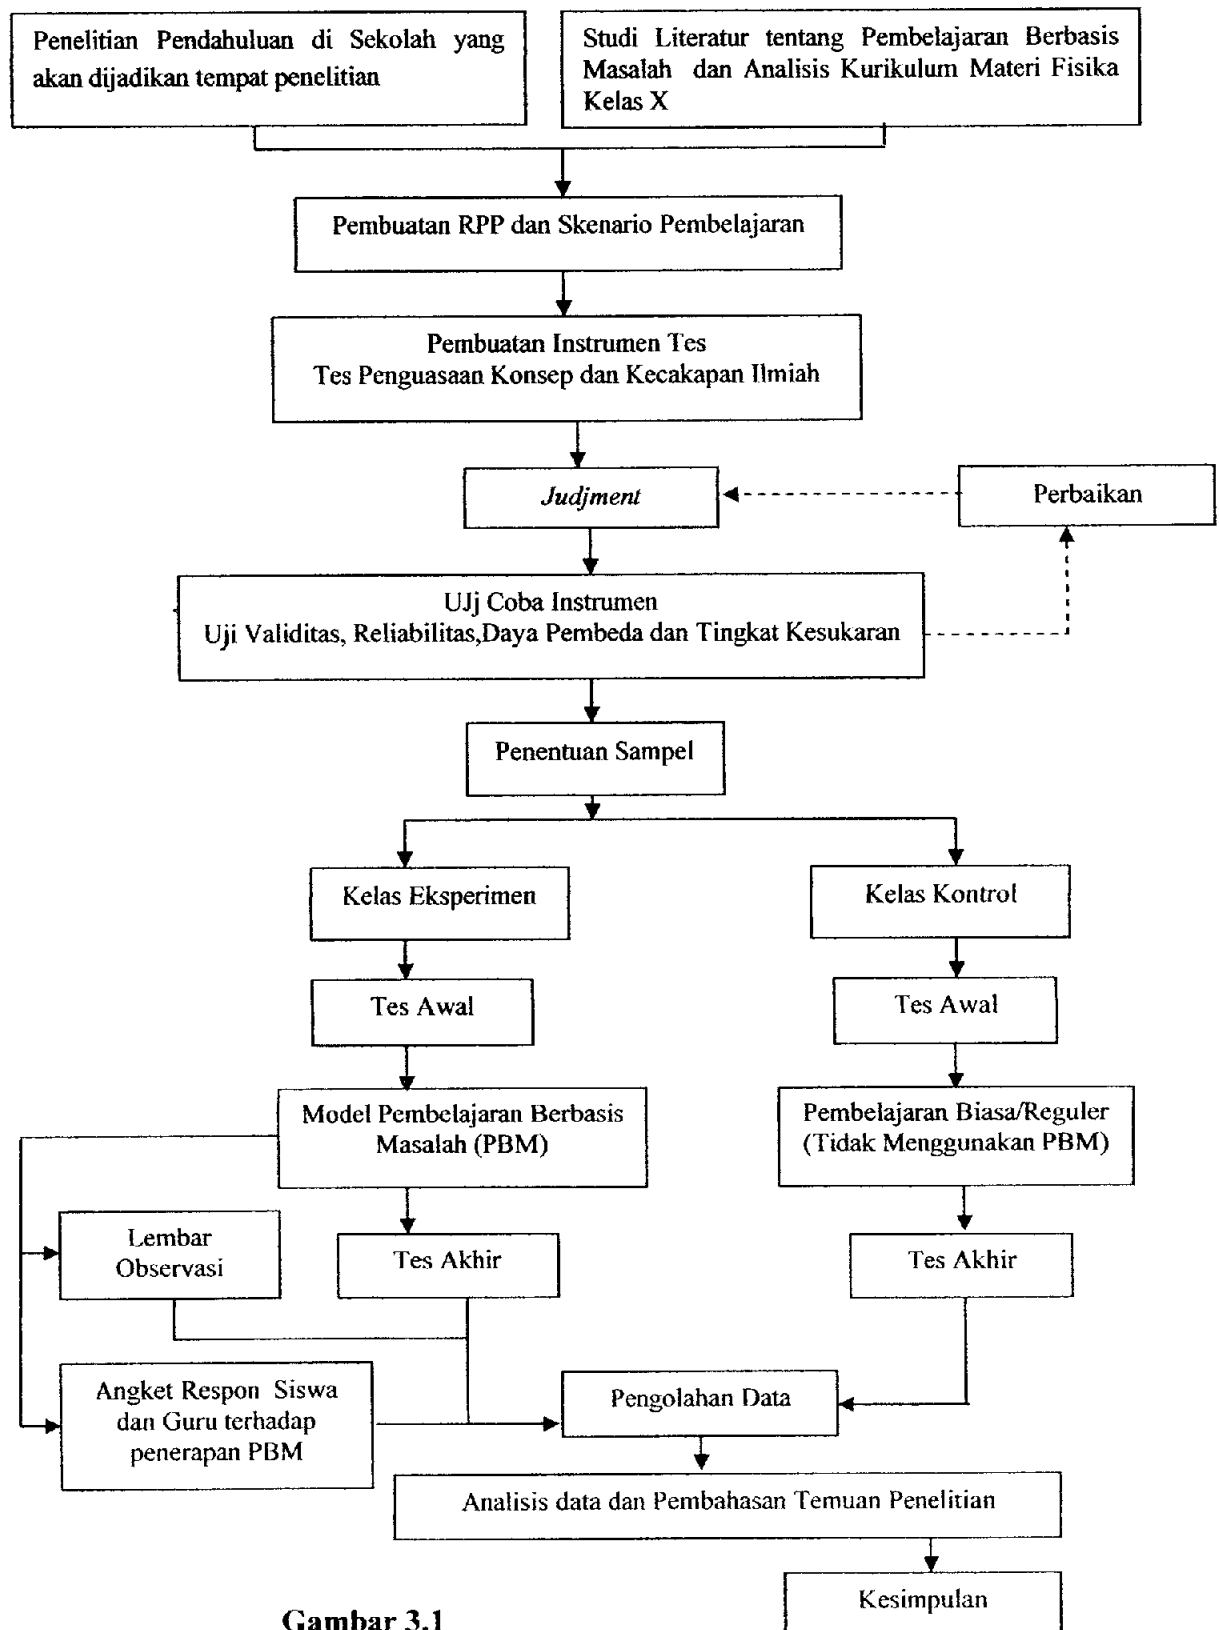 Penelitian Pendahuluan di Sekolah yang
akan dijadikan tempat penelitian
Studi Literatur tentang Pembelajaran Berbasis
Masalah dan Analisis Kurikulum Materi Fisika
Kelas X
Pembuatan RPP dan Skenario Pembelajaran
Pembuatan Instrumen Tes
Tes Penguasaan Konsep dan Kecakapan Ilmiah
Judjment
Perbaikan
UJj Coba Instrumen
Uji Validitas, Reliabilitas,Daya Pembeda dan Tingkat Kesukaran
Penentuan Sampel
Kelas Eksperimen
Kelas Kontrol
Tes Awal
Tes Awal
Model Pembelajaran Berbasis
Masalah (PBM)
Pembelajaran Biasa/Reguler
(Tidak Menggunakan PBM)
Lembar
Observasi
Tes Akhir
Tes Akhir
Angket Respon Siswa
dan Guru terhadap
penerapan PBM
Pengolahan Data
Analisis data dan Pembahasan Temuan Penelitian
Kesimpulan
Gambar 3.1